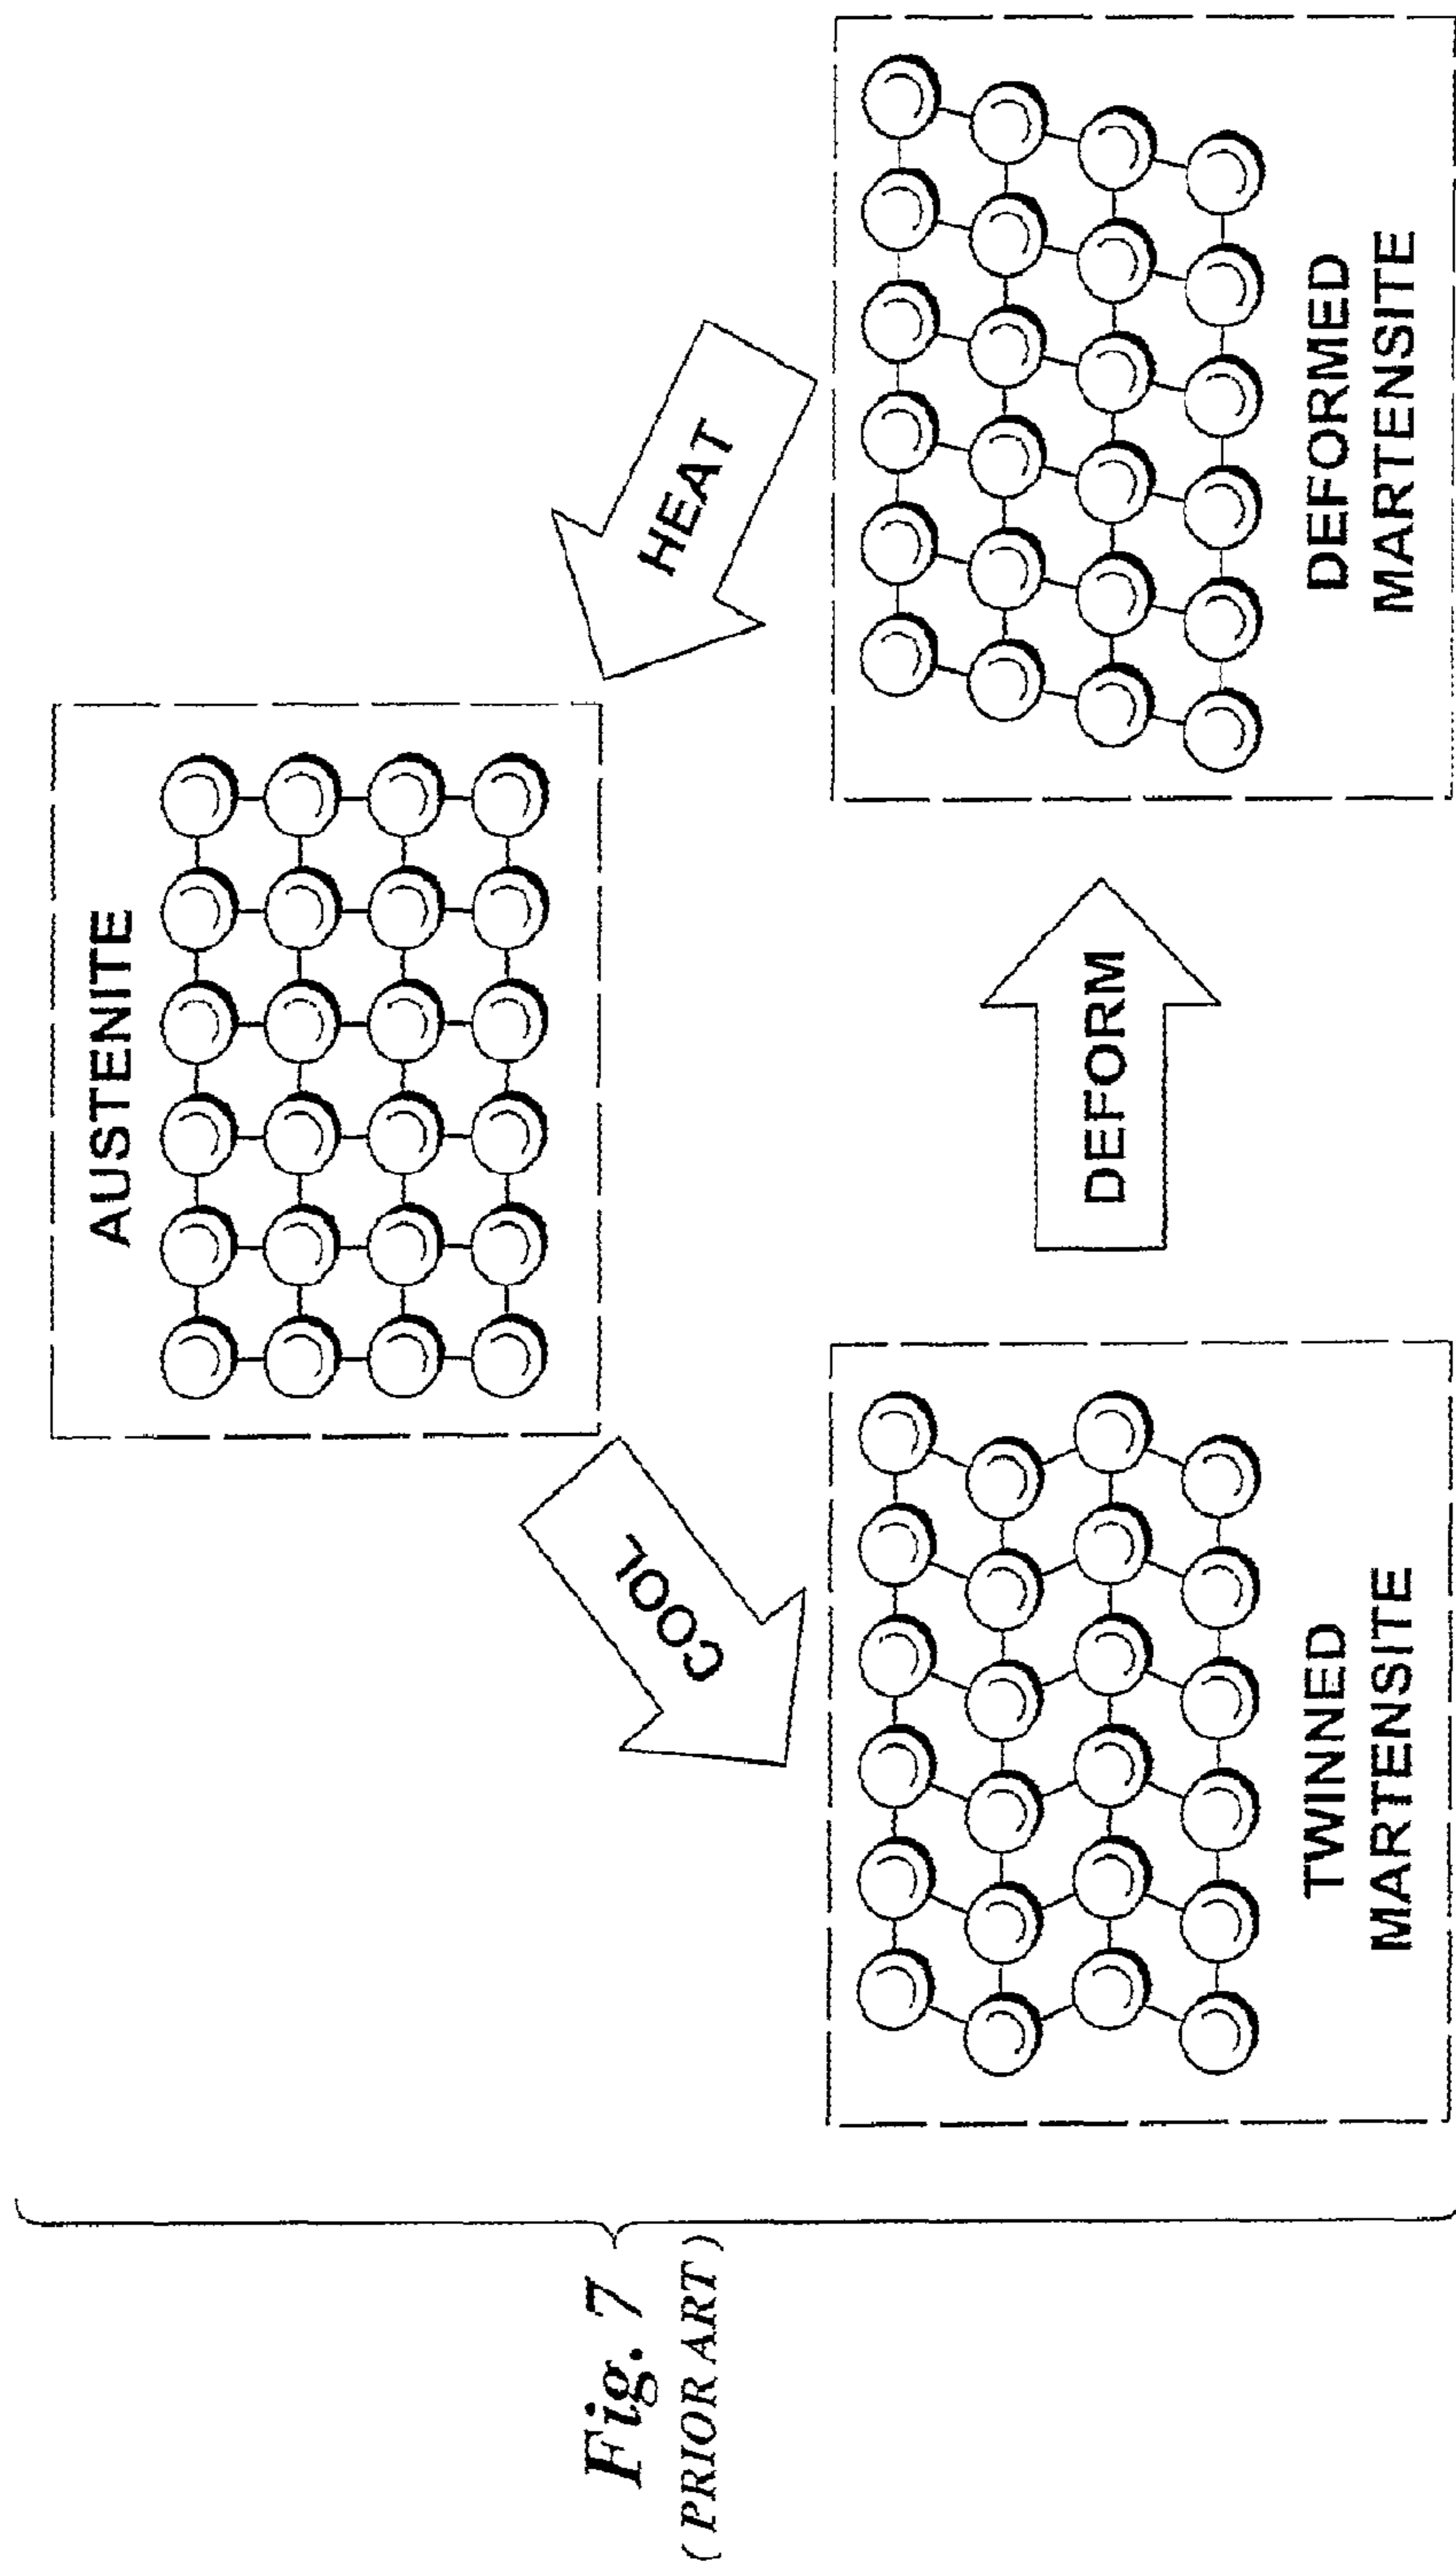 Fig. 7
( PRIOR ART )
AUSTENITE
COOL
HEAT
TWINNED
MARTENSITE
DEFORM
DEFORMED
MARTENSITE